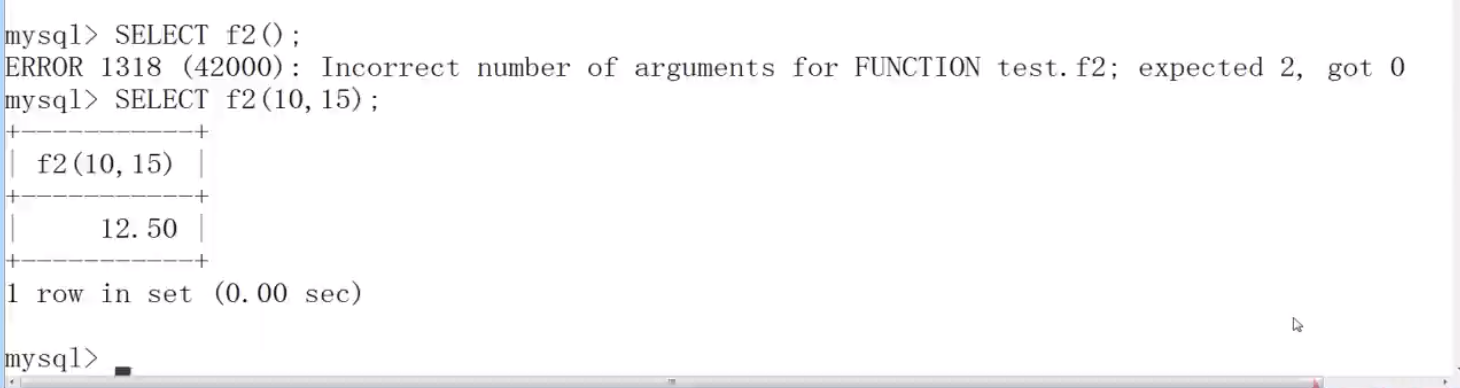 mysql> SELECT f2();
ERROR 1318 (42000): Incorrect number of arguments for FUNCTION test.f2; expected 2, got 0
mysql> SELECT f2(10,15);
+-----------+
| f2(10,15) |
+-----------+
|     12.50 |
+-----------+
1 row in set (0.00 sec)
mysql>